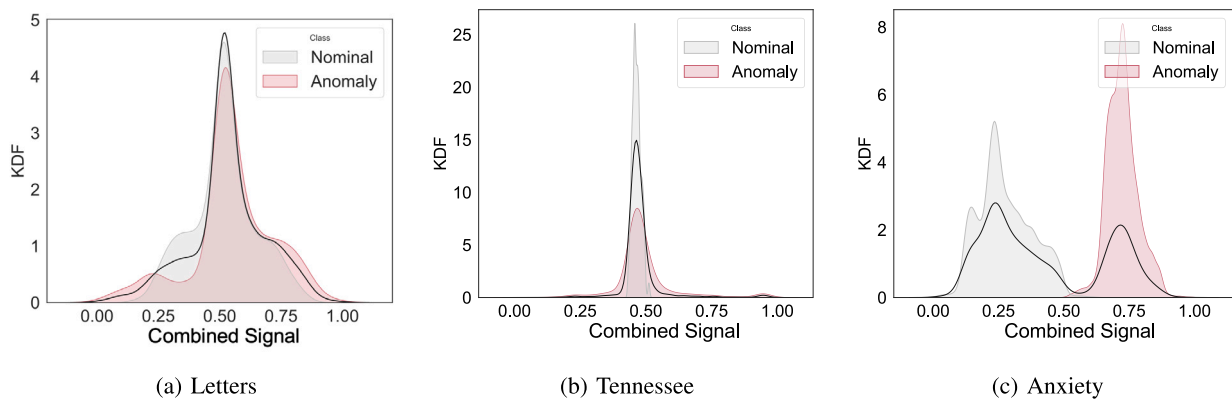 5
4
3
2
1
0
KDF
0.00 0.25 0.50 0.75 1.00
Combined Signal
Class
Nominal
Anomaly
(a) Letters
25
20
15
10
5
0
KDF
0.00 0.25 0.50 0.75 1.00
Combined Signal
Class
Nominal
Anomaly
(b) Tennessee
8
6
4
2
0
KDF
0.00 0.25 0.50 0.75 1.00
Combined Signal
Class
Nominal
Anomaly
(c) Anxiety